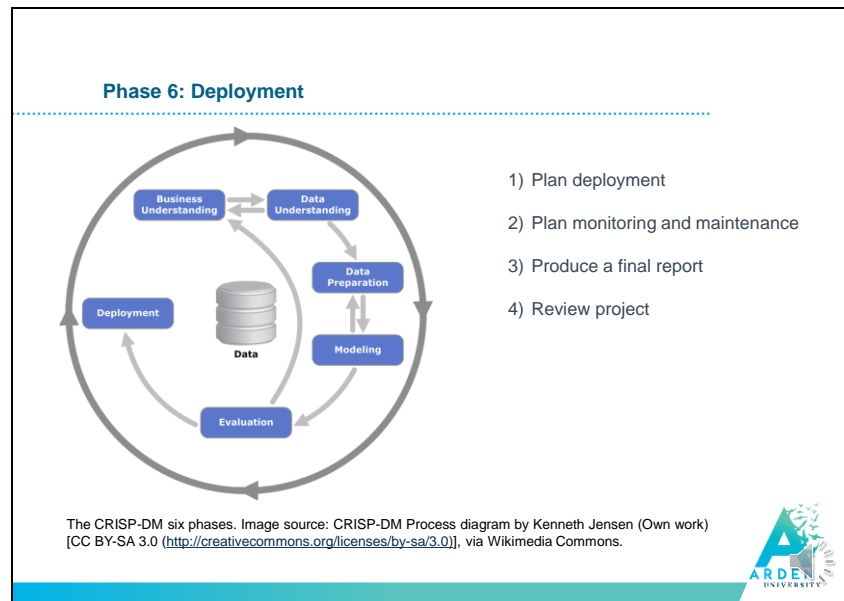 Phase 6: Deployment
Business
Understanding
Data
Understanding
Data
Preparation
Modeling
Evaluation
Deployment
Data
1) Plan deployment
2) Plan monitoring and maintenance
3) Produce a final report
4) Review project
The CRISP-DM six phases. Image source: CRISP-DM Process diagram by Kenneth Jensen (Own work)
[CC BY-SA 3.0 (http://creativecommons.org/licenses/by-sa/3.0)], via Wikimedia Commons.
UNIVERSITY